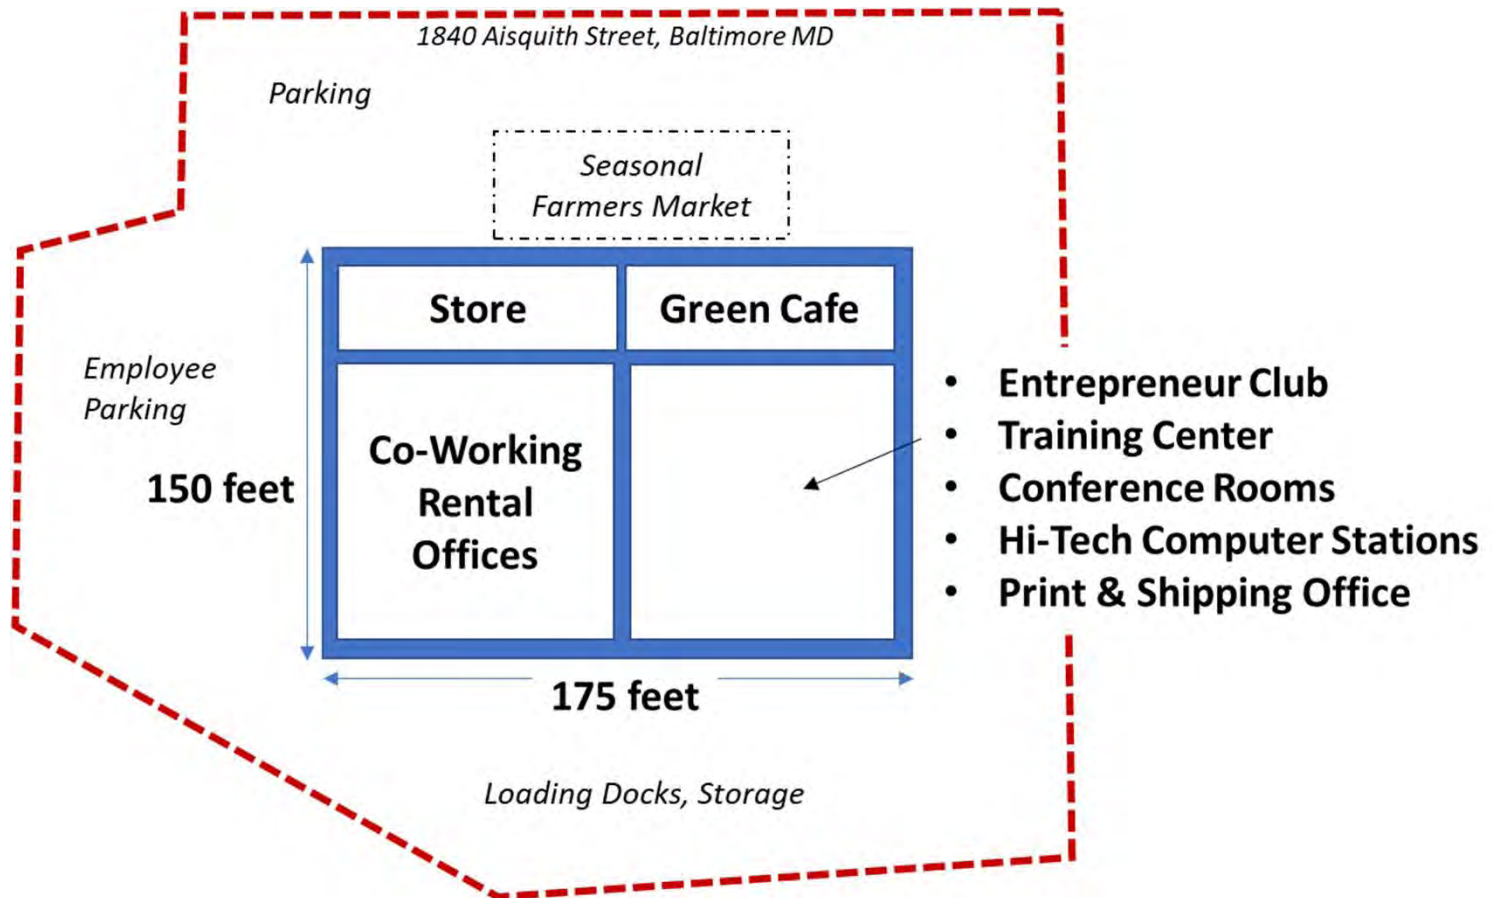 1840 Aisquith Street, Baltimore MD
Parking
Seasonal
Farmers Market
Store
Green Cafe
Employee
Parking
150 feet
Co-Working
Rental
Offices
• Entrepreneur Club
• Training Center
• Conference Rooms
• Hi-Tech Computer Stations
• Print & Shipping Office
175 feet
Loading Docks, Storage